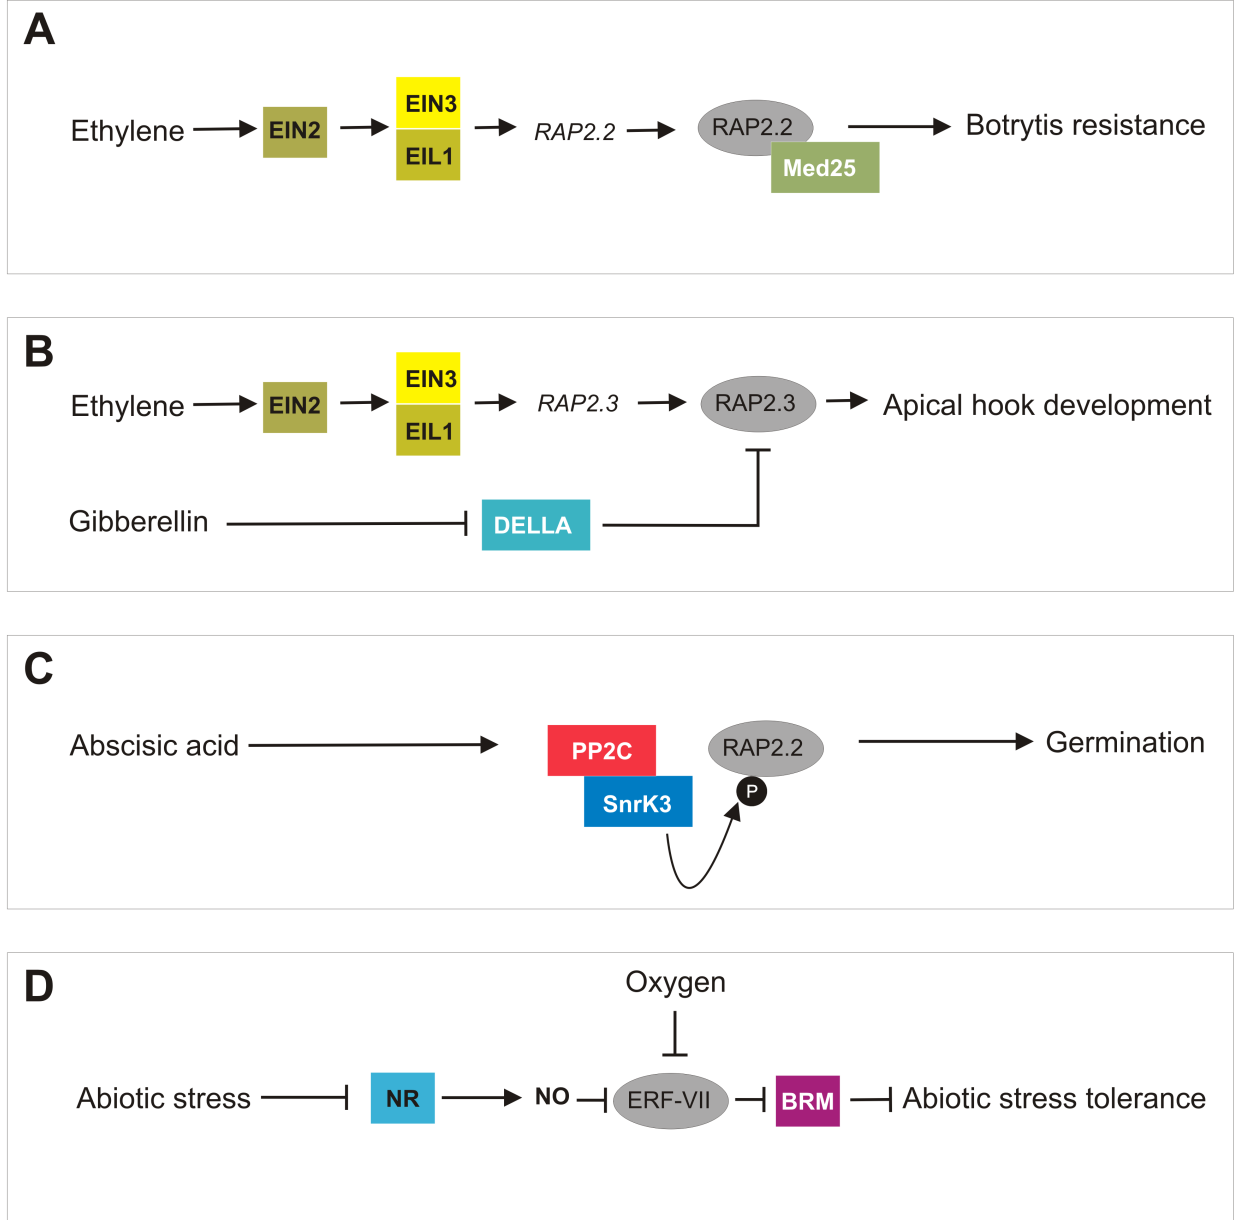 A
Ethylene EIN2 EIN3 RAP2.2 RAP2.2 Botrytis resistance
EIL1 Med25
B
Ethylene EIN2 EIN3 RAP2.3 RAP2.3 Apical hook development
EIL1
Gibberellin DELLA
C
Abscisic acid PP2C RAP2.2 Germination
SnrK3 P
D
Oxygen
Abiotic stress NR NO ERF-VII BRM Abiotic stress tolerance